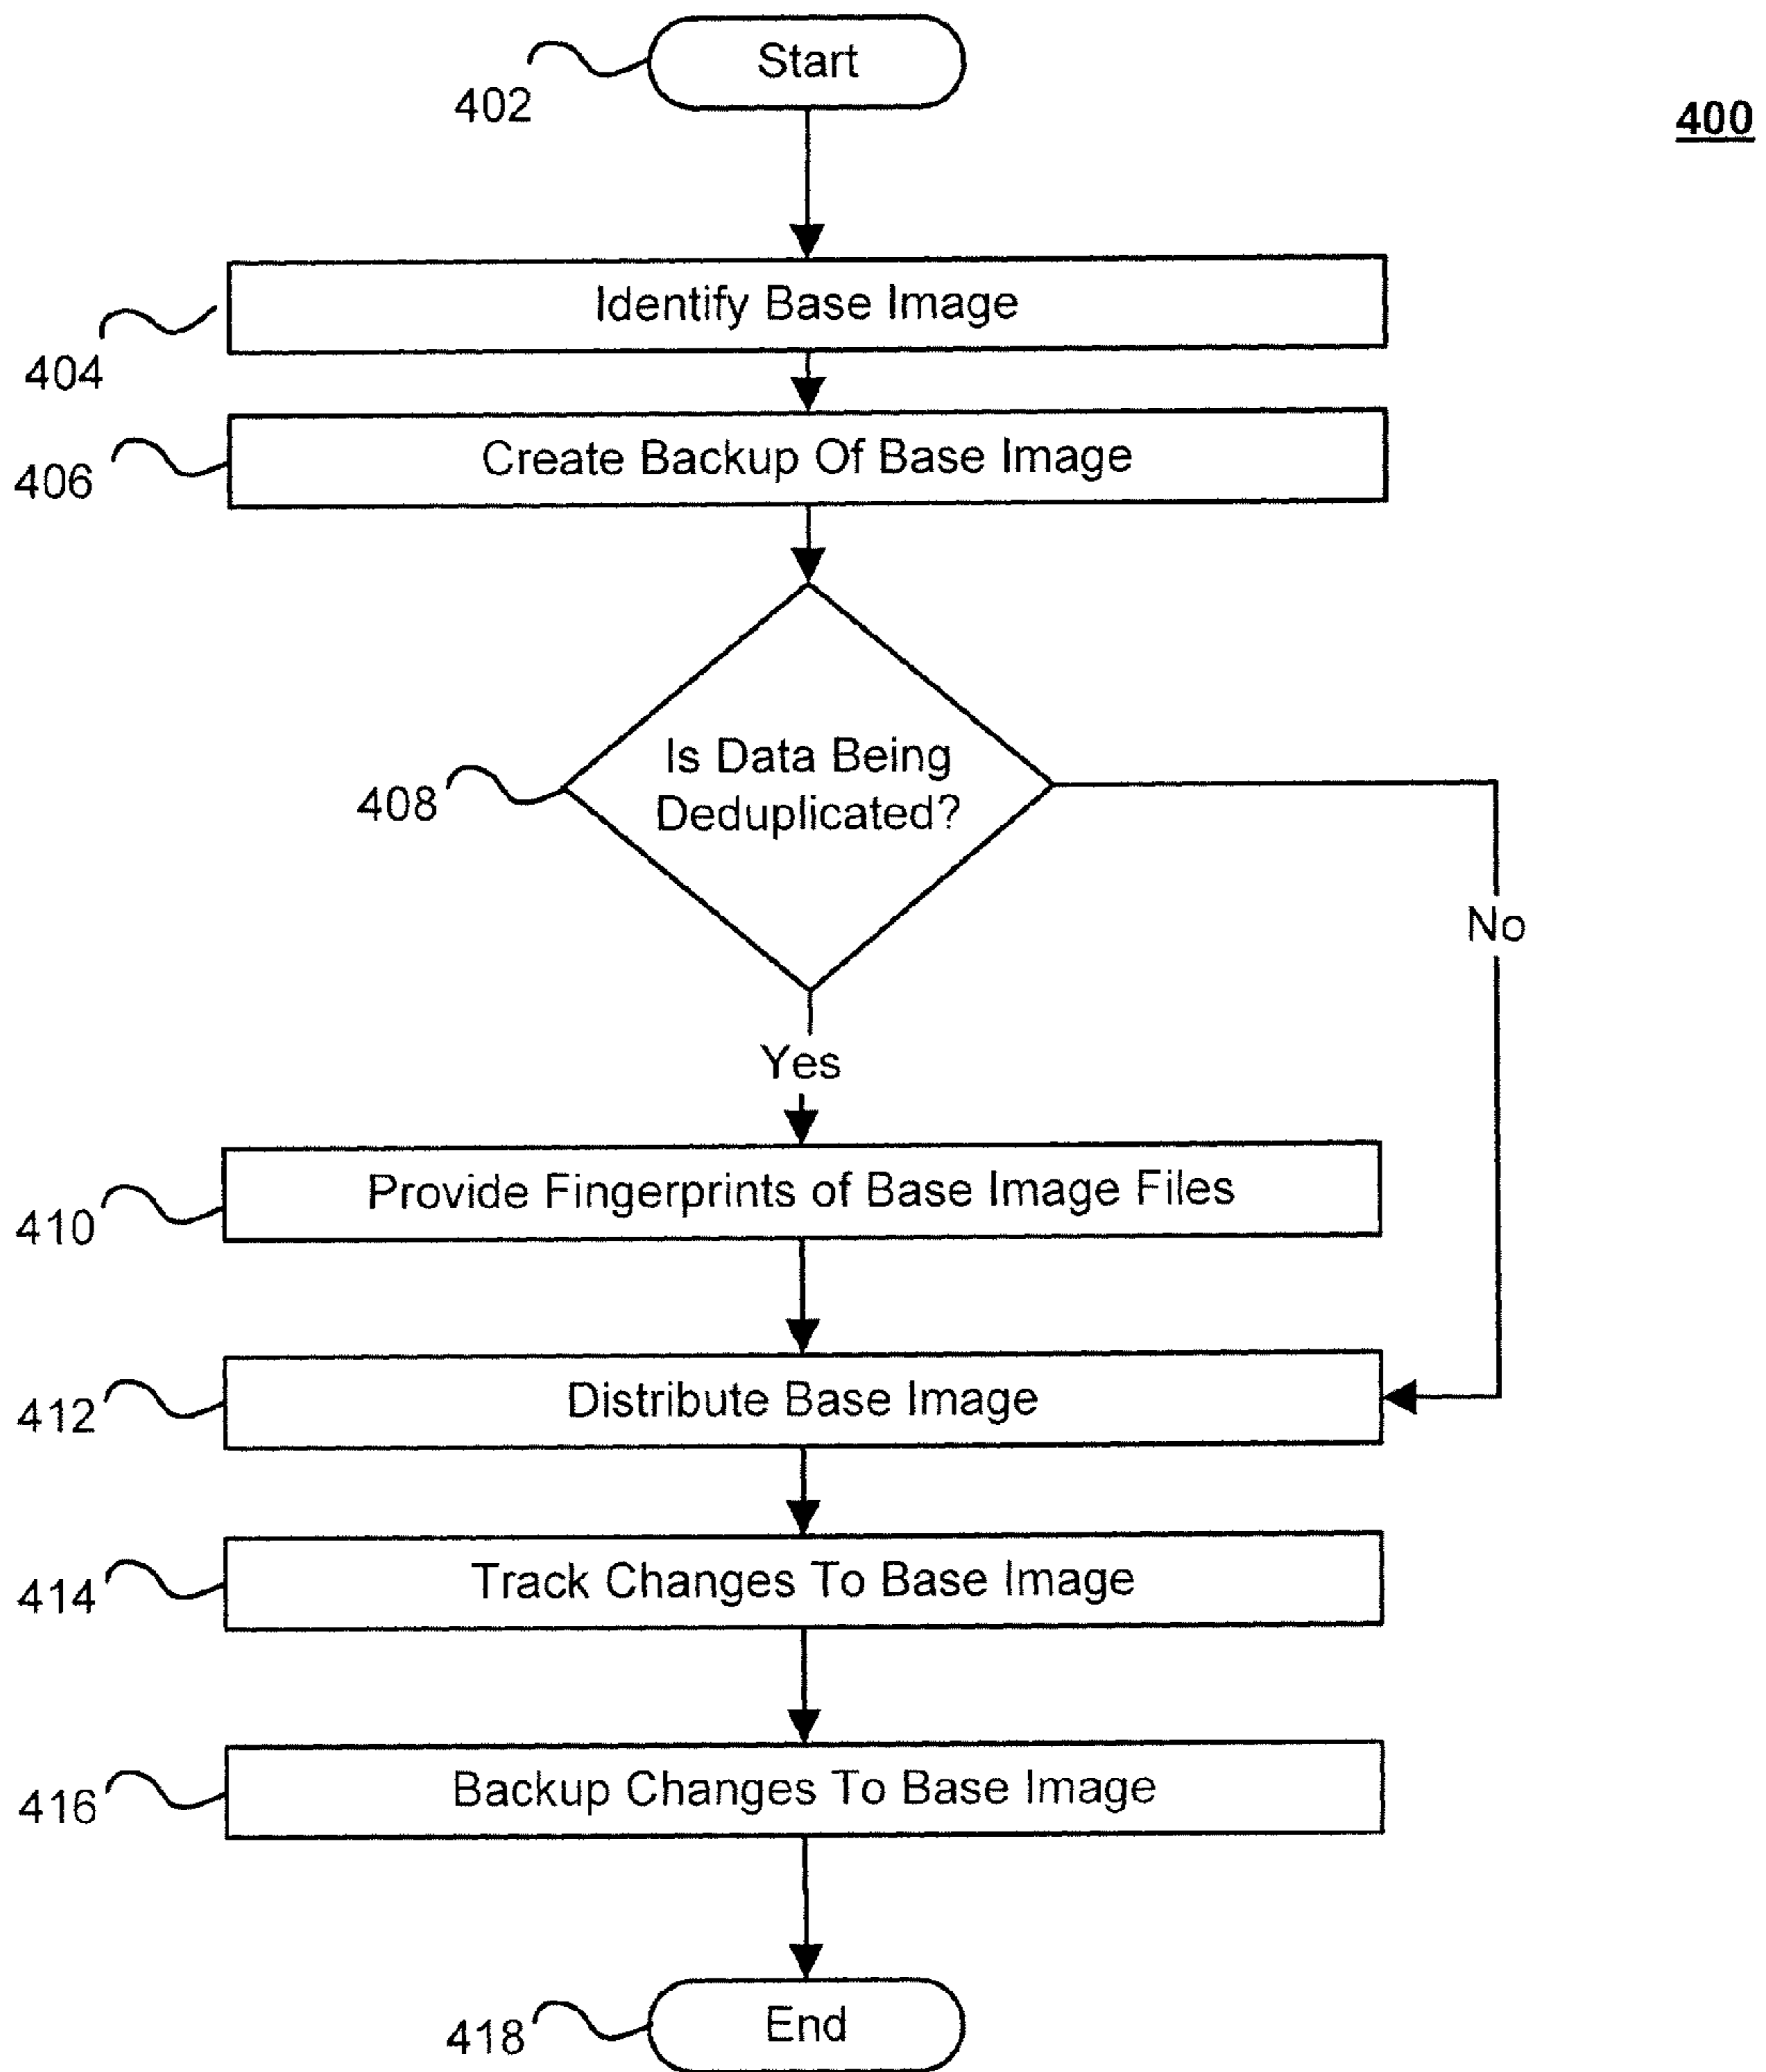 Start
402
400
Identify Base Image
404
Create Backup Of Base Image
406
Is Data Being
Deduplicated?
408
No
Yes
Provide Fingerprints of Base Image Files
410
Distribute Base Image
412
Track Changes To Base Image
414
Backup Changes To Base Image
416
End
418